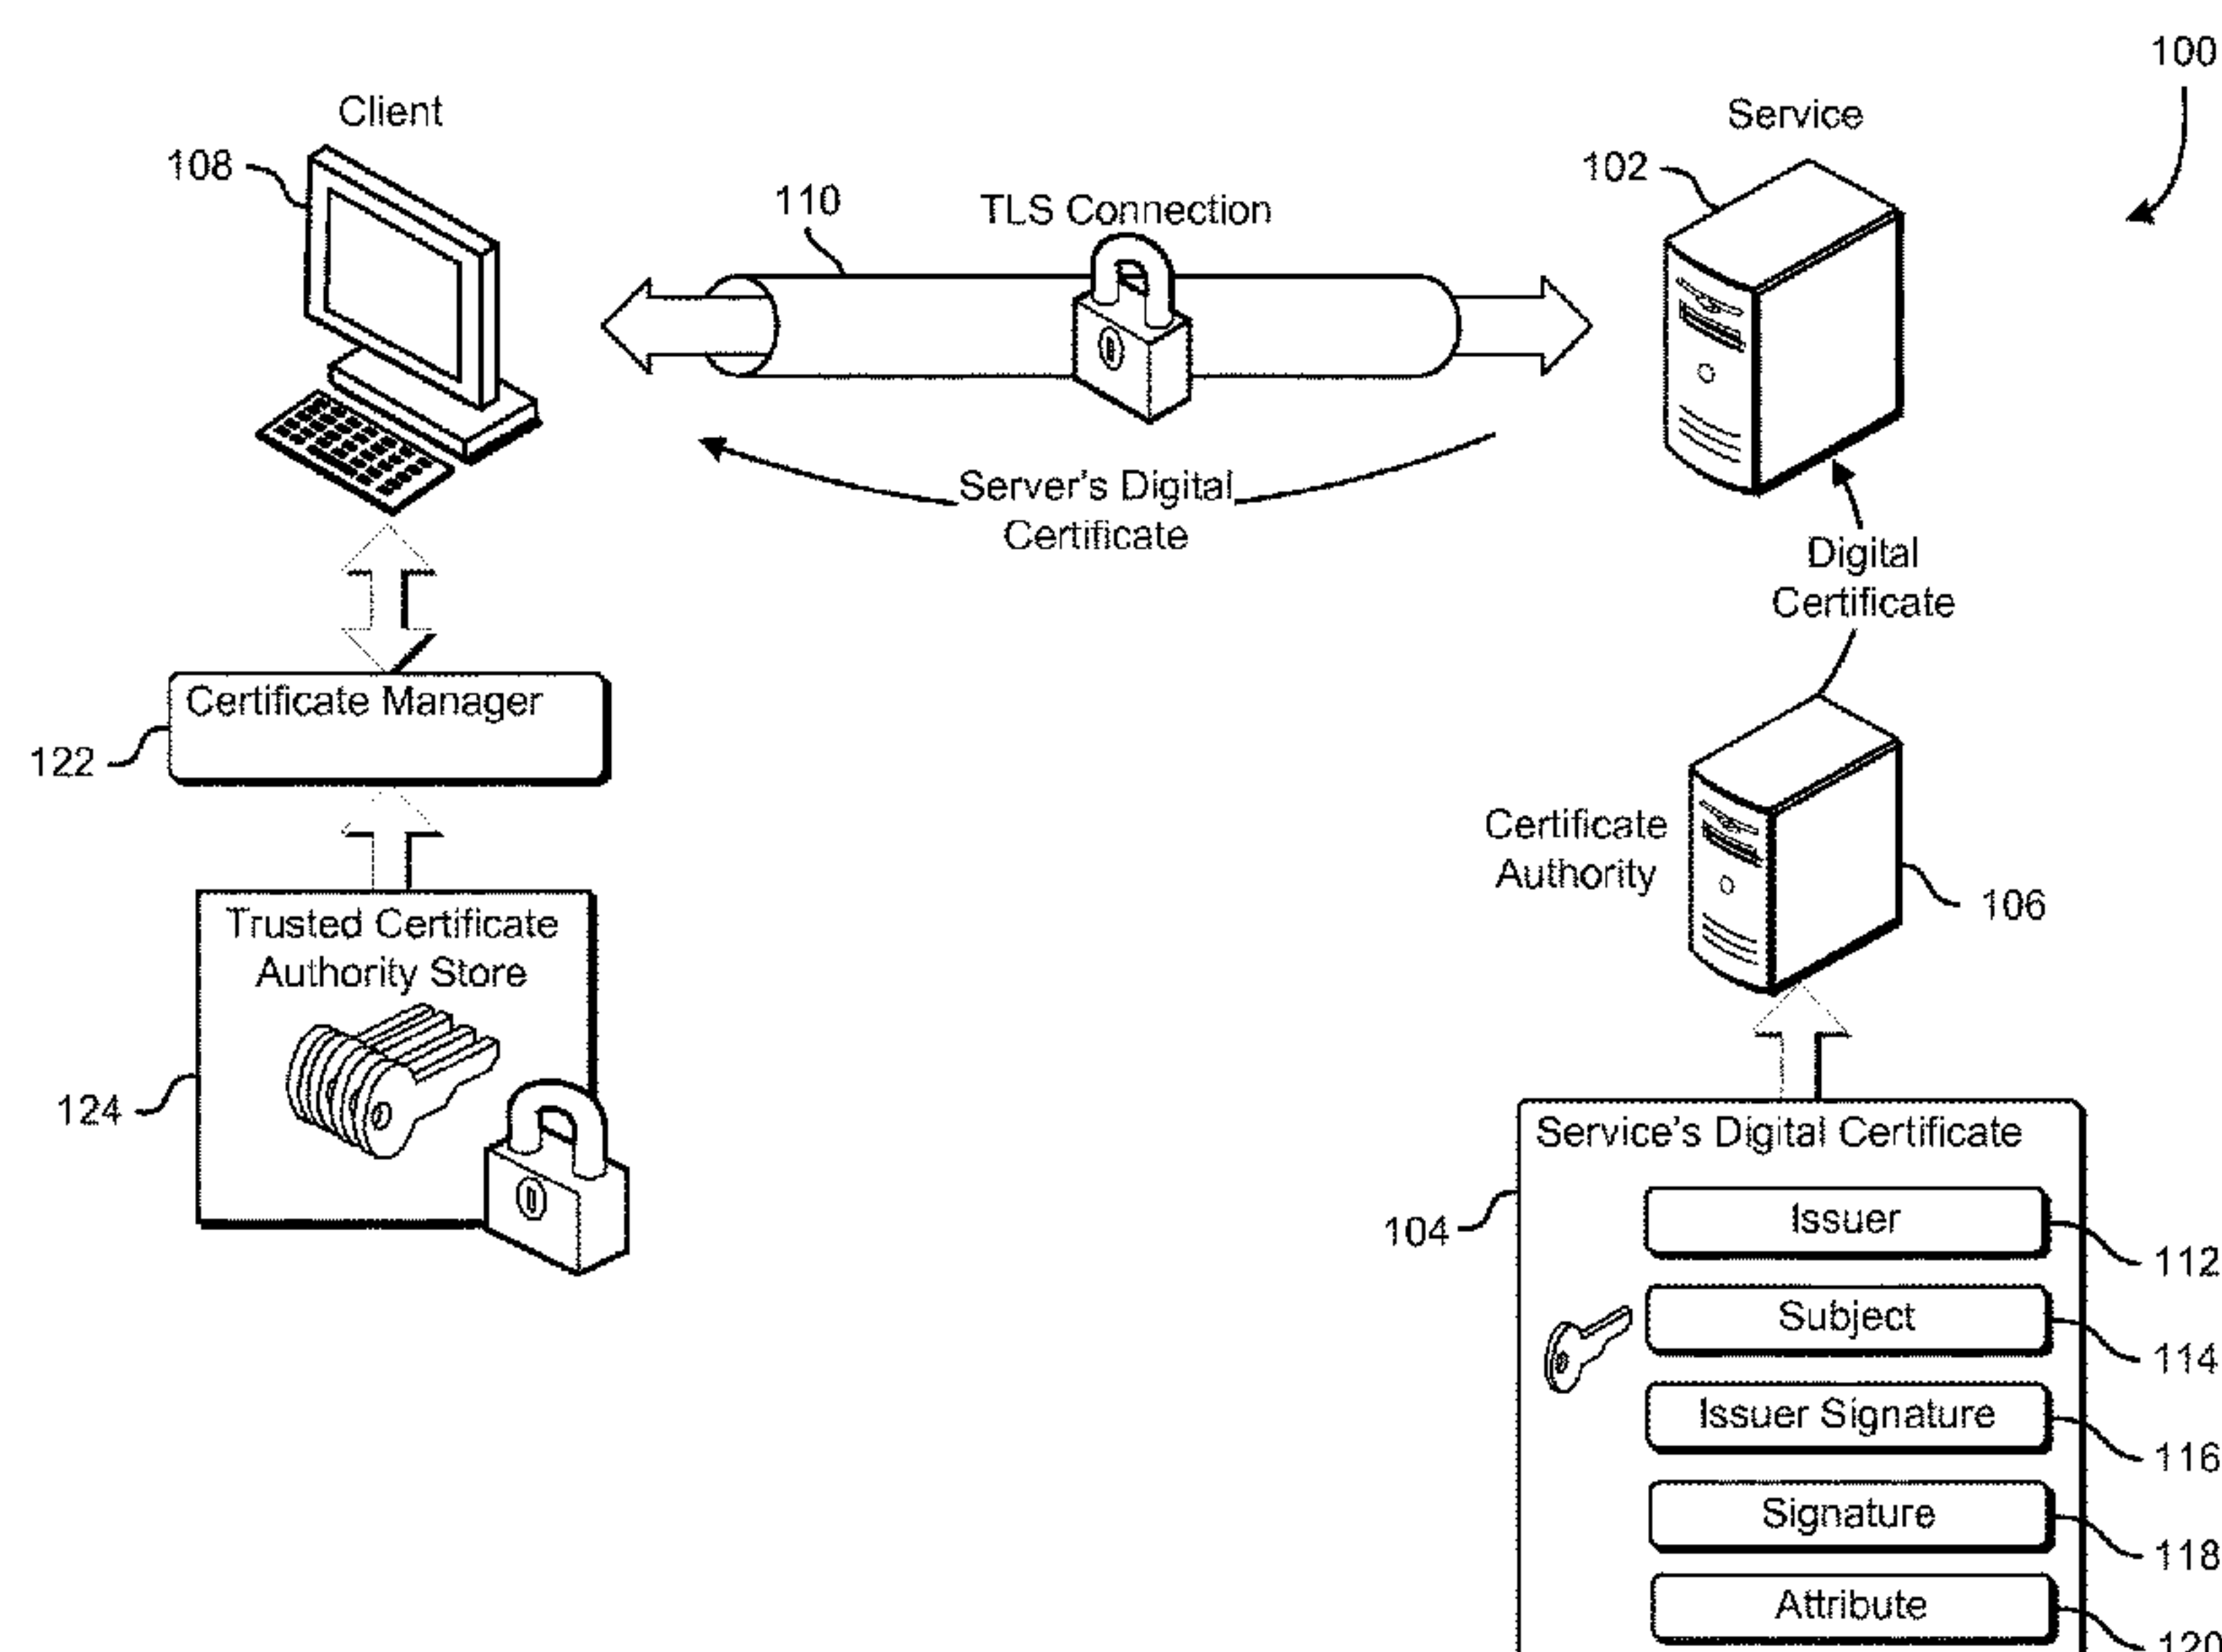 100
Client
Service
108
102
110
TLS Connection
Server's Digital
Certificate
Digital
Certificate
Certificate Manager
122
Certificate
Authority
106
Trusted Certificate
Authority Store
124
Service's Digital Certificate
104
Issuer
112
Subject
114
Issuer Signature
116
Signature
118
Attribute
120